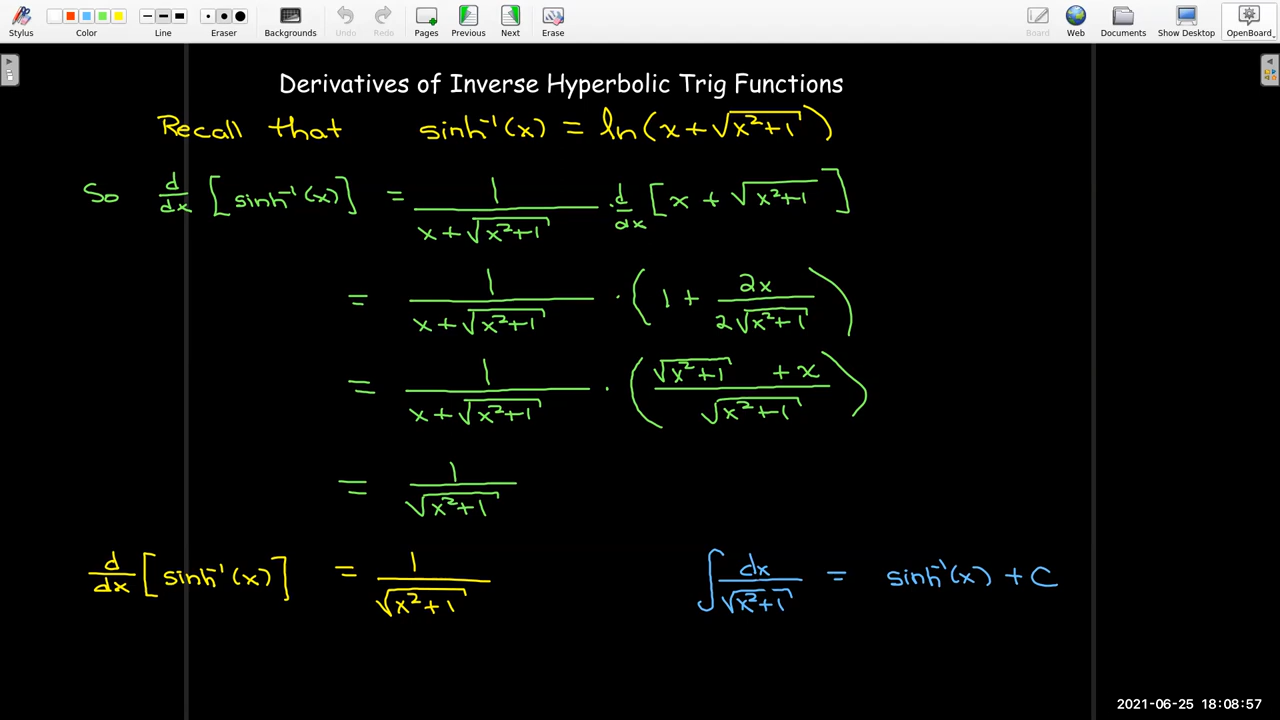 Stylus Color Line Eraser Backgrounds Undo Redo Pages Previous Next Erase Board Web Documents Show Desktop OpenBoard
Derivatives of Inverse Hyperbolic Trig Functions
Recall that sinh⁻¹(x) = ln(x + √(x²+1))
So d/dx [sinh⁻¹(x)] = 1/(x + √(x²+1)) · d/dx [x + √(x²+1)]
= 1/(x + √(x²+1)) · (1 + 2x/(2√(x²+1)))
= 1/(x + √(x²+1)) · ((√(x²+1) + x)/√(x²+1))
= 1/√(x²+1)
d/dx [sinh⁻¹(x)] = 1/√(x²+1) ∫ dx/√(x²+1) = sinh⁻¹(x) + C
2021-06-25 18:08:57